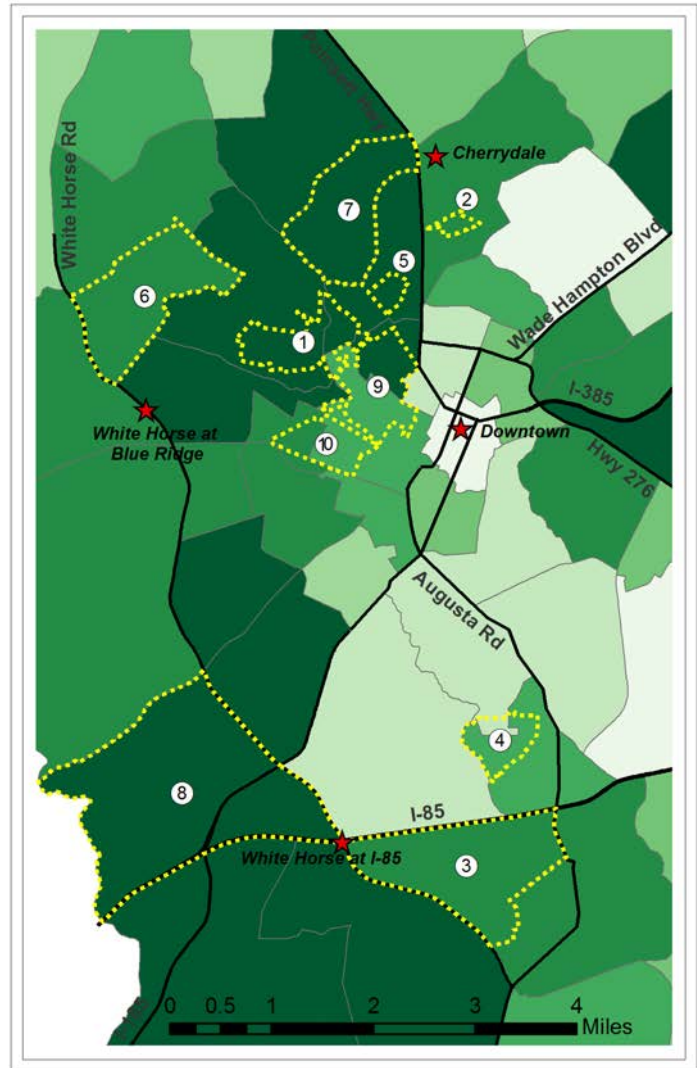 Poinsett Hwy
White Horse Rd
Cherrydale
7
2
5
Wade Hampton Blvd
6
1
9
I-385
White Horse at
Blue Ridge
10
Downtown
Hwy 276
Augusta Rd
4
8
I-85
White Horse at I-85
3
0 0.5 1 2 3 4
Miles